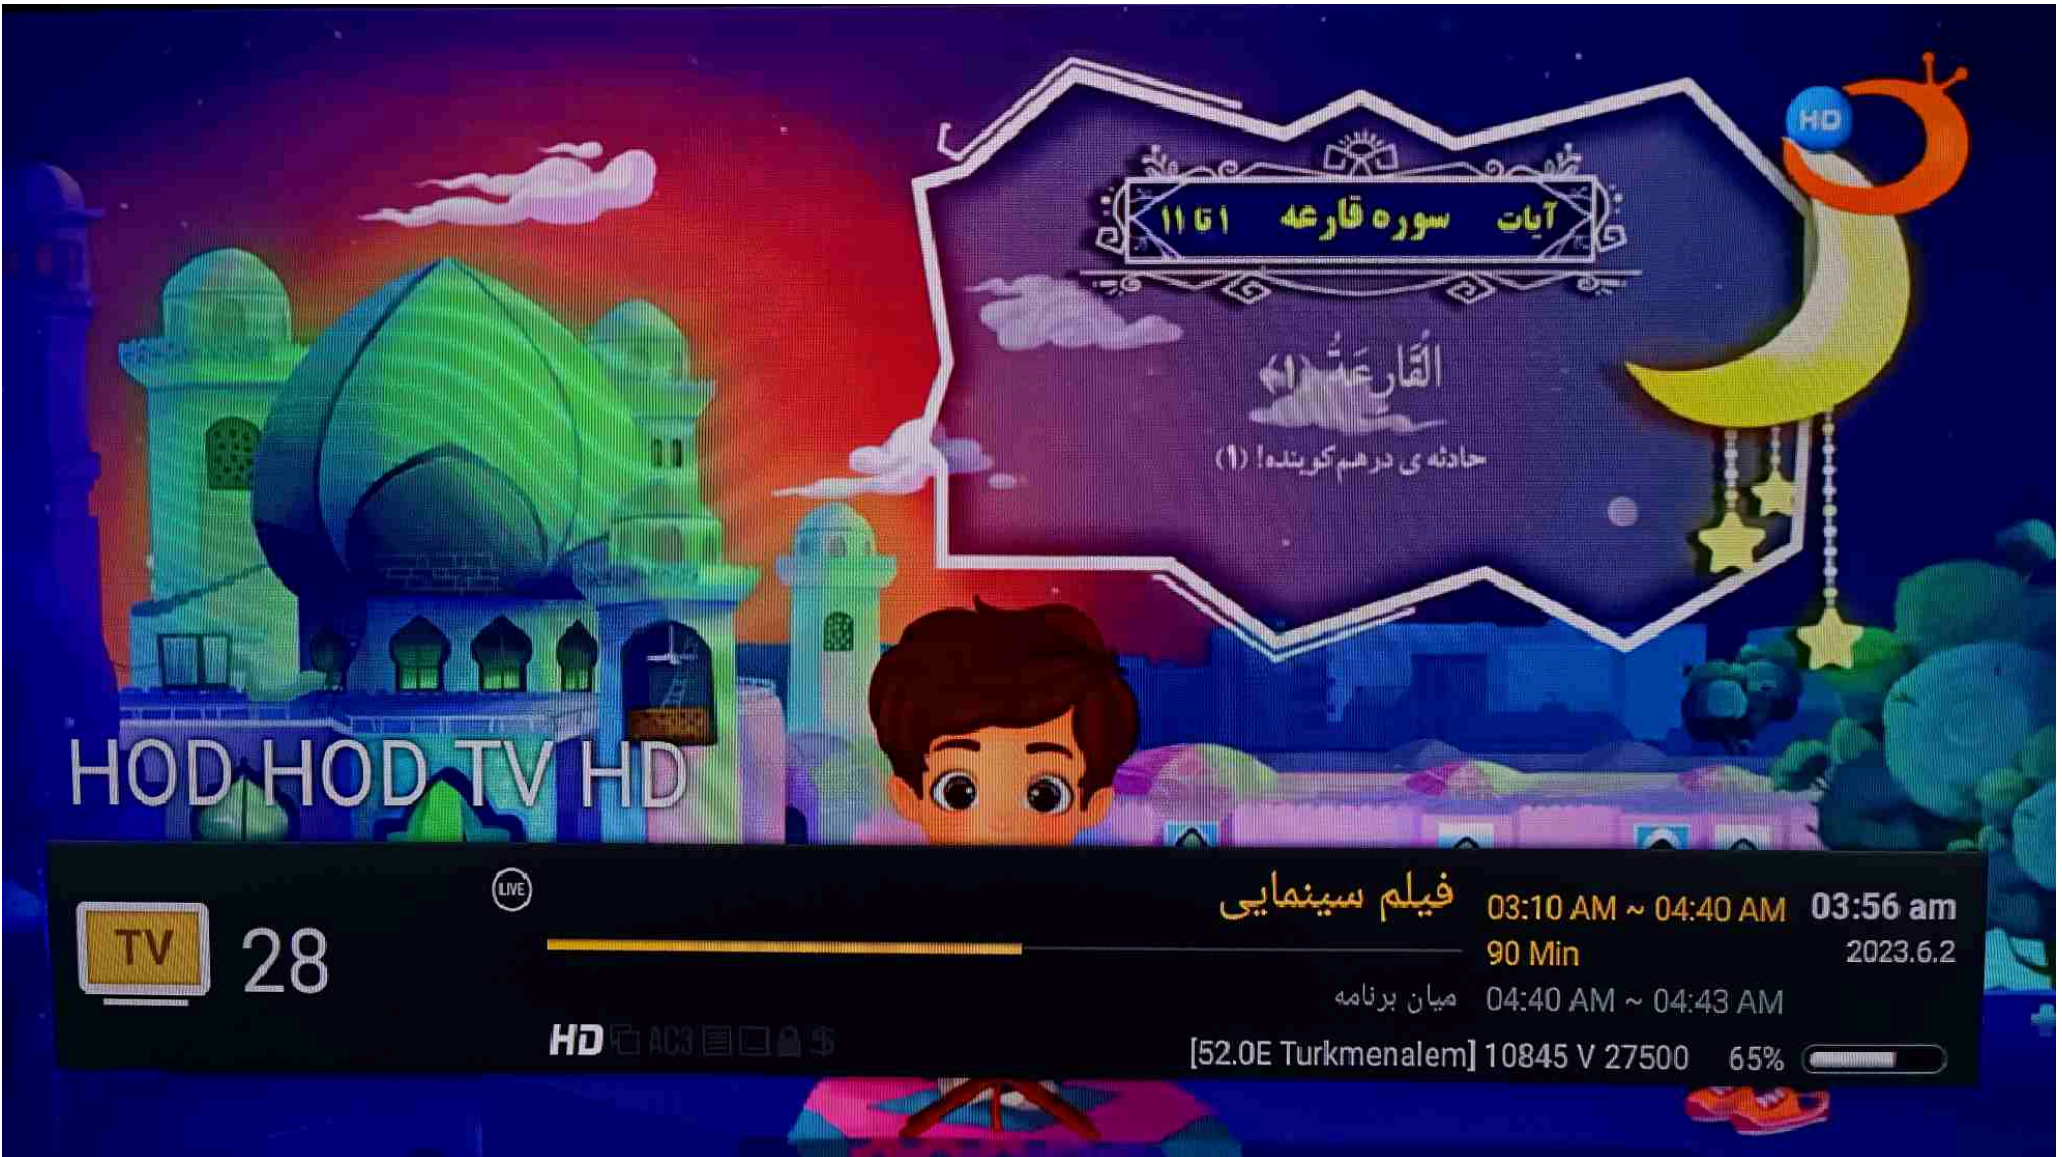 HD
آیات سوره قارعه ۱ تا ۱۱
الْقَارِعَةُ (۱)
حادثه ی در هم کوبنده! (۱)
HOD HOD TV HD
LIVE
فیلم سینمایی 03:10 AM ~ 04:40 AM 03:56 am
TV 28
90 Min 2023.6.2
میان برنامه 04:40 AM ~ 04:43 AM
HD AC3 $
[52.0E Turkmenalem] 10845 V 27500 65%